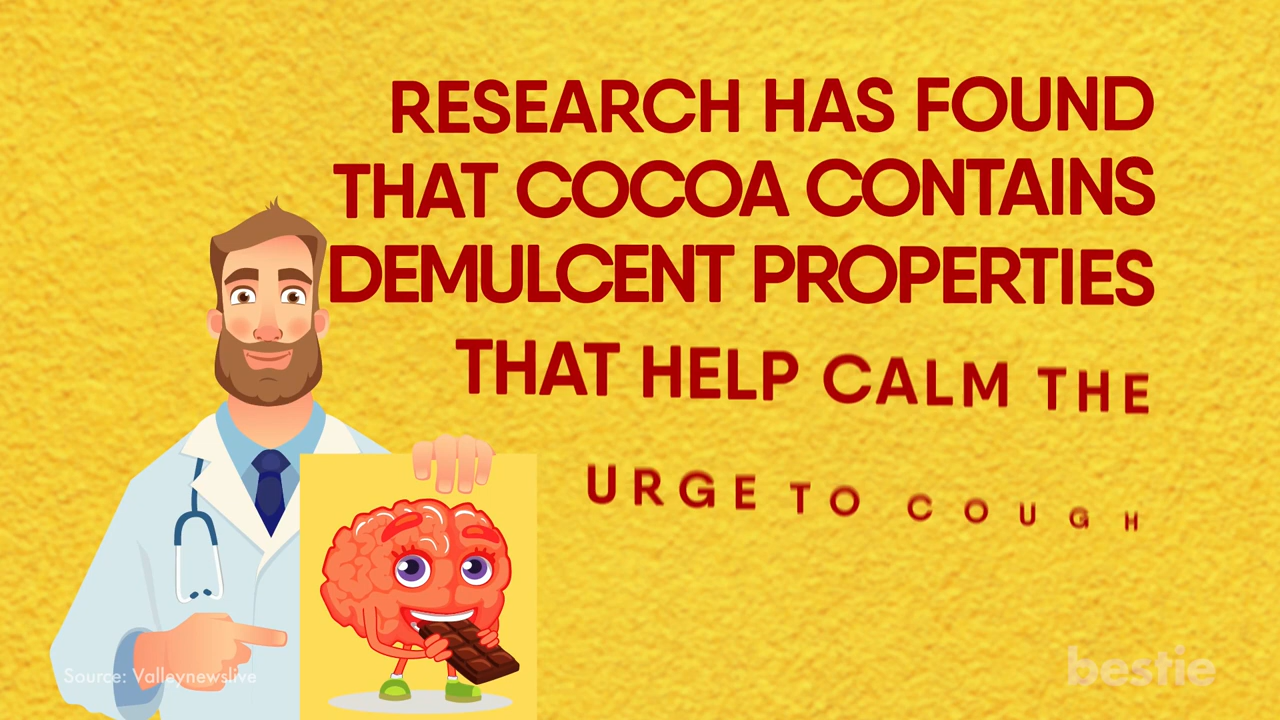 RESEARCH HAS FOUND
THAT COCOA CONTAINS
DEMULCENT PROPERTIES
THAT HELP CALM THE
URGE TO COUGH
Source: Valleynewslive
bestie